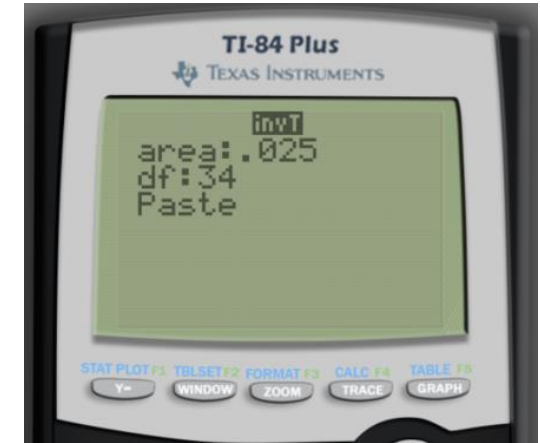 TI-84 Plus
TEXAS INSTRUMENTS
invT
area:.025
df:34
Paste
STAT PLOT F1 TBLSET F2 FORMAT F3 CALC F4 TABLE F5
Y= WINDOW ZOOM TRACE GRAPH